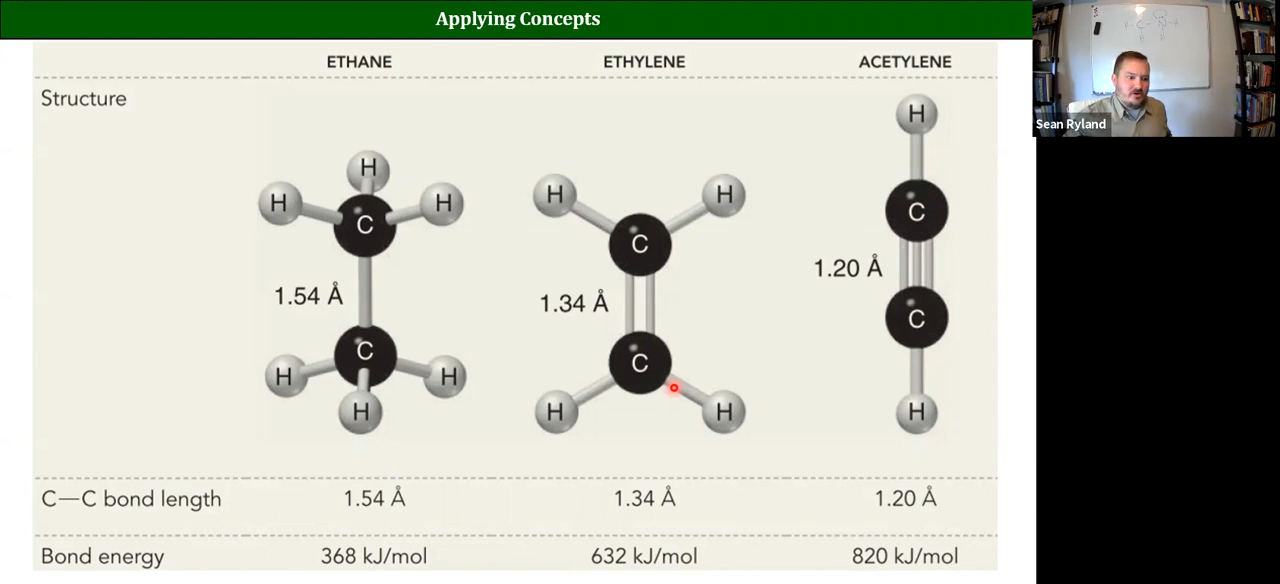 Applying Concepts
ETHANE ETHYLENE ACETYLENE
Structure
H
H H H
C
1.54 Å
C
H H
H
H H
C
1.34 Å
C
H H
H
C
1.20 Å
C
H
C—C bond length 1.54 Å 1.34 Å 1.20 Å
Bond energy 368 kJ/mol 632 kJ/mol 820 kJ/mol
Sean Ryland